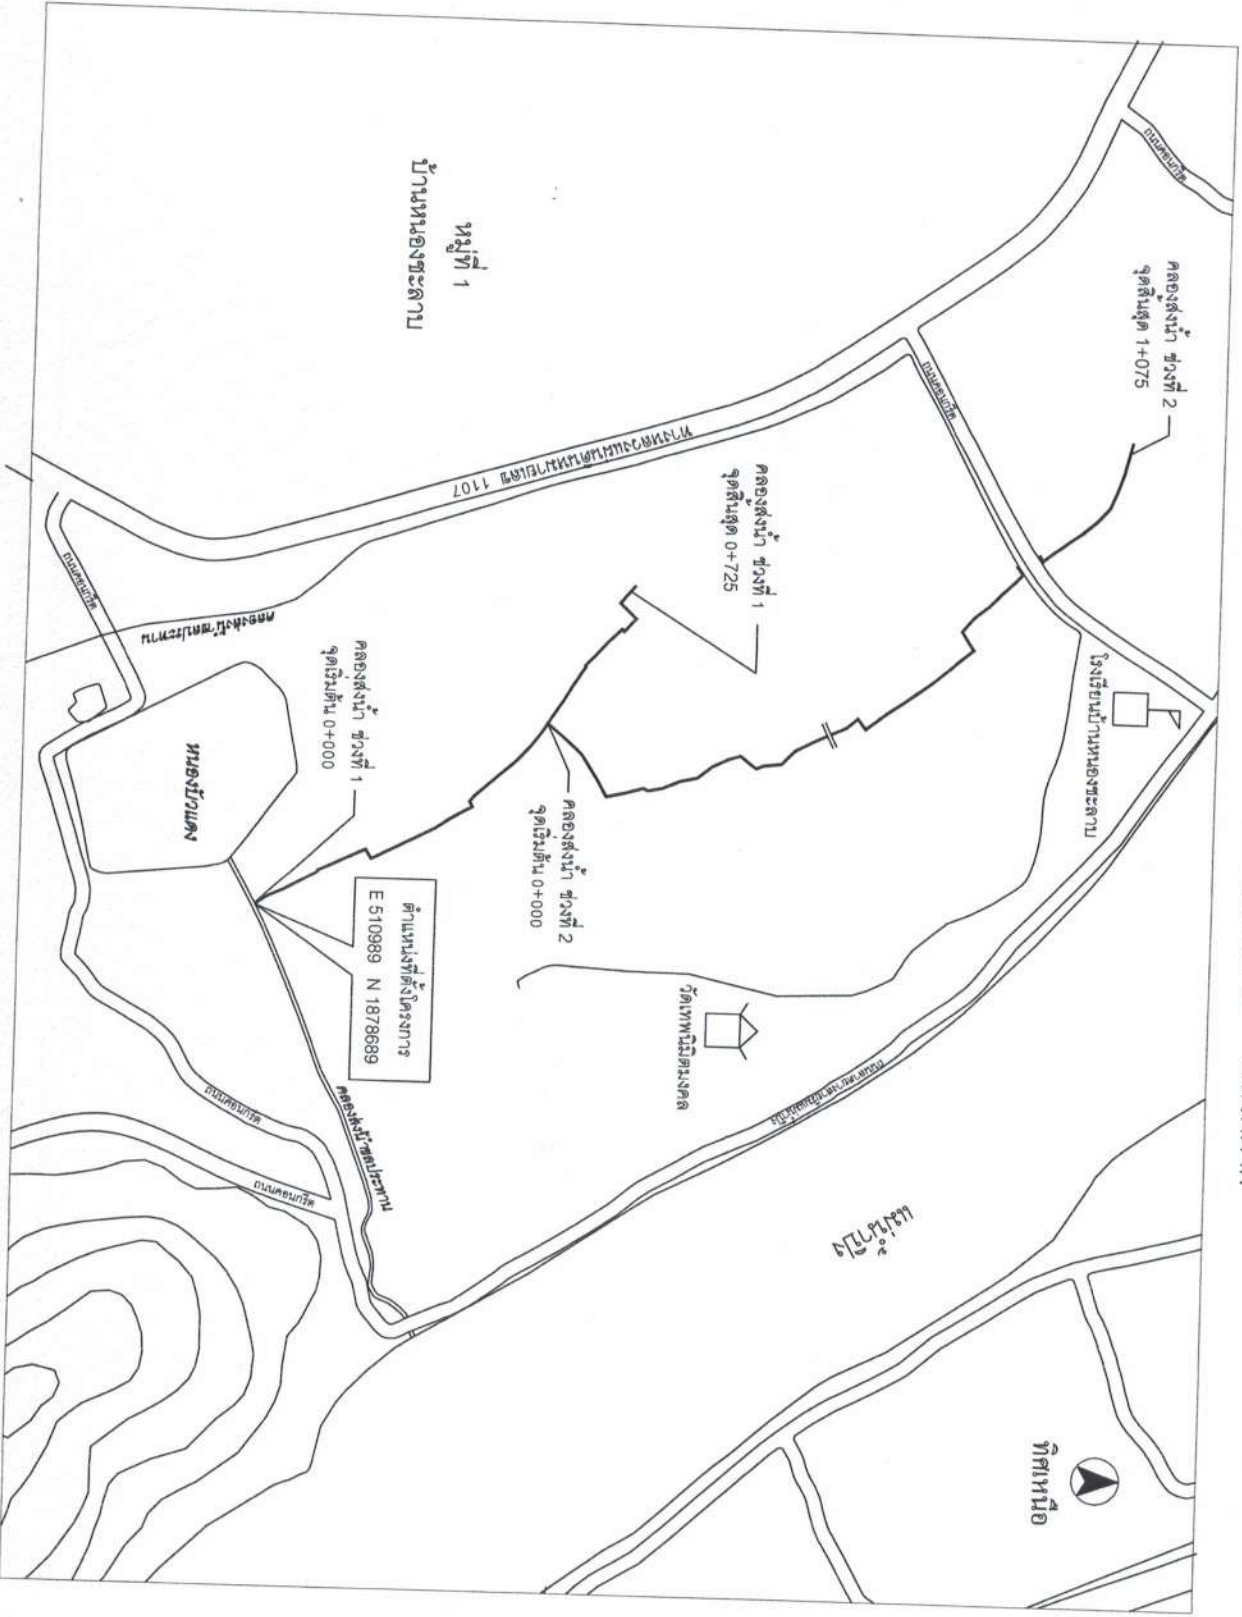 คลองส่งน้ำ ช่วงที่ 2
จุดสิ้นสุด 1+075
ถนนคอนกรีต
ถนนคอนกรีต
โรงเรียนบ้านหนองชะลาบ
ทิศเหนือ
แม่น้ำปิง
วัดเทพนิมิตมงคล
คลองส่งน้ำ ช่วงที่ 1
จุดสิ้นสุด 0+725
ทางหลวงแผ่นดินหมายเลข 1107
หมู่ที่ 1
บ้านหนองชะลาบ
คลองส่งน้ำ ช่วงที่ 2
จุดเริ่มต้น 0+000
คลองส่งน้ำ ช่วงที่ 1
จุดเริ่มต้น 0+000
ตำแหน่งที่ตั้งโครงการ
E 510989 N 1878689
คลองส่งน้ำชลประทาน
คลองส่งน้ำชลประทาน
หนองบัวแดง
ถนนคอนกรีต
ถนนคอนกรีต
ถนนคอนกรีต